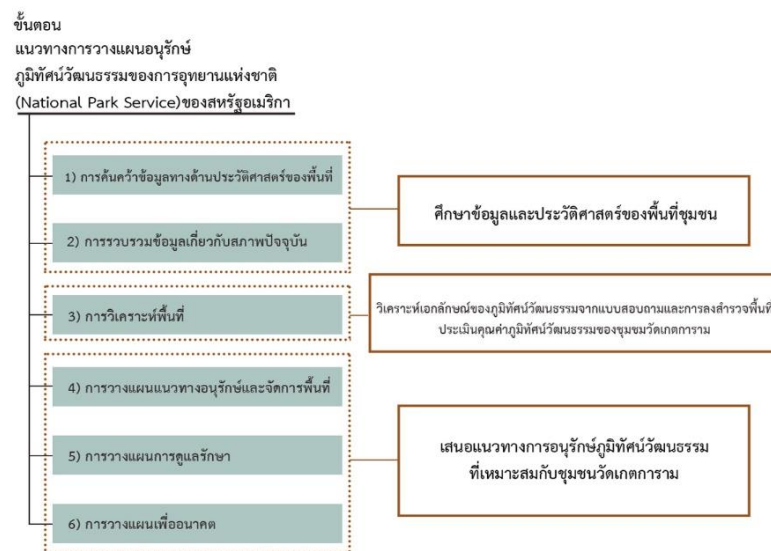 ขั้นตอน
แนวทางการวางแผนอนุรักษ์
ภูมิทัศน์วัฒนธรรมของการอุทยานแห่งชาติ
(National Park Service)ของสหรัฐอเมริกา
1) การค้นคว้าข้อมูลทางด้านประวัติศาสตร์ของพื้นที่
2) การรวบรวมข้อมูลเกี่ยวกับสภาพปัจจุบัน
ศึกษาข้อมูลและประวัติศาสตร์ของพื้นที่ชุมชน
3) การวิเคราะห์พื้นที่
วิเคราะห์เอกลักษณ์ของภูมิทัศน์วัฒนธรรมจากแบบสอบถามและการลงสำรวจพื้นที่
ประเมินคุณค่าภูมิทัศน์วัฒนธรรมของชุมชมวัดเกตการาม
4) การวางแผนแนวทางอนุรักษ์และจัดการพื้นที่
5) การวางแผนการดูแลรักษา
6) การวางแผนเพื่ออนาคต
เสนอแนวทางการอนุรักษ์ภูมิทัศน์วัฒนธรรม
ที่เหมาะสมกับชุมชนวัดเกตการาม